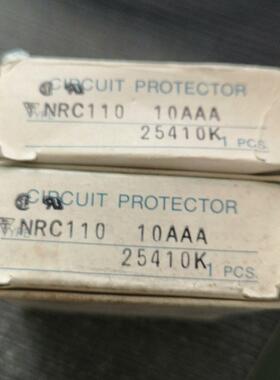 CIRCUIT PROTECTOR
NRC110 10AAA
25410K 1 PCS.
CIRCUIT PROTECTOR
NRC110 10AAA
25410K 1 PCS.